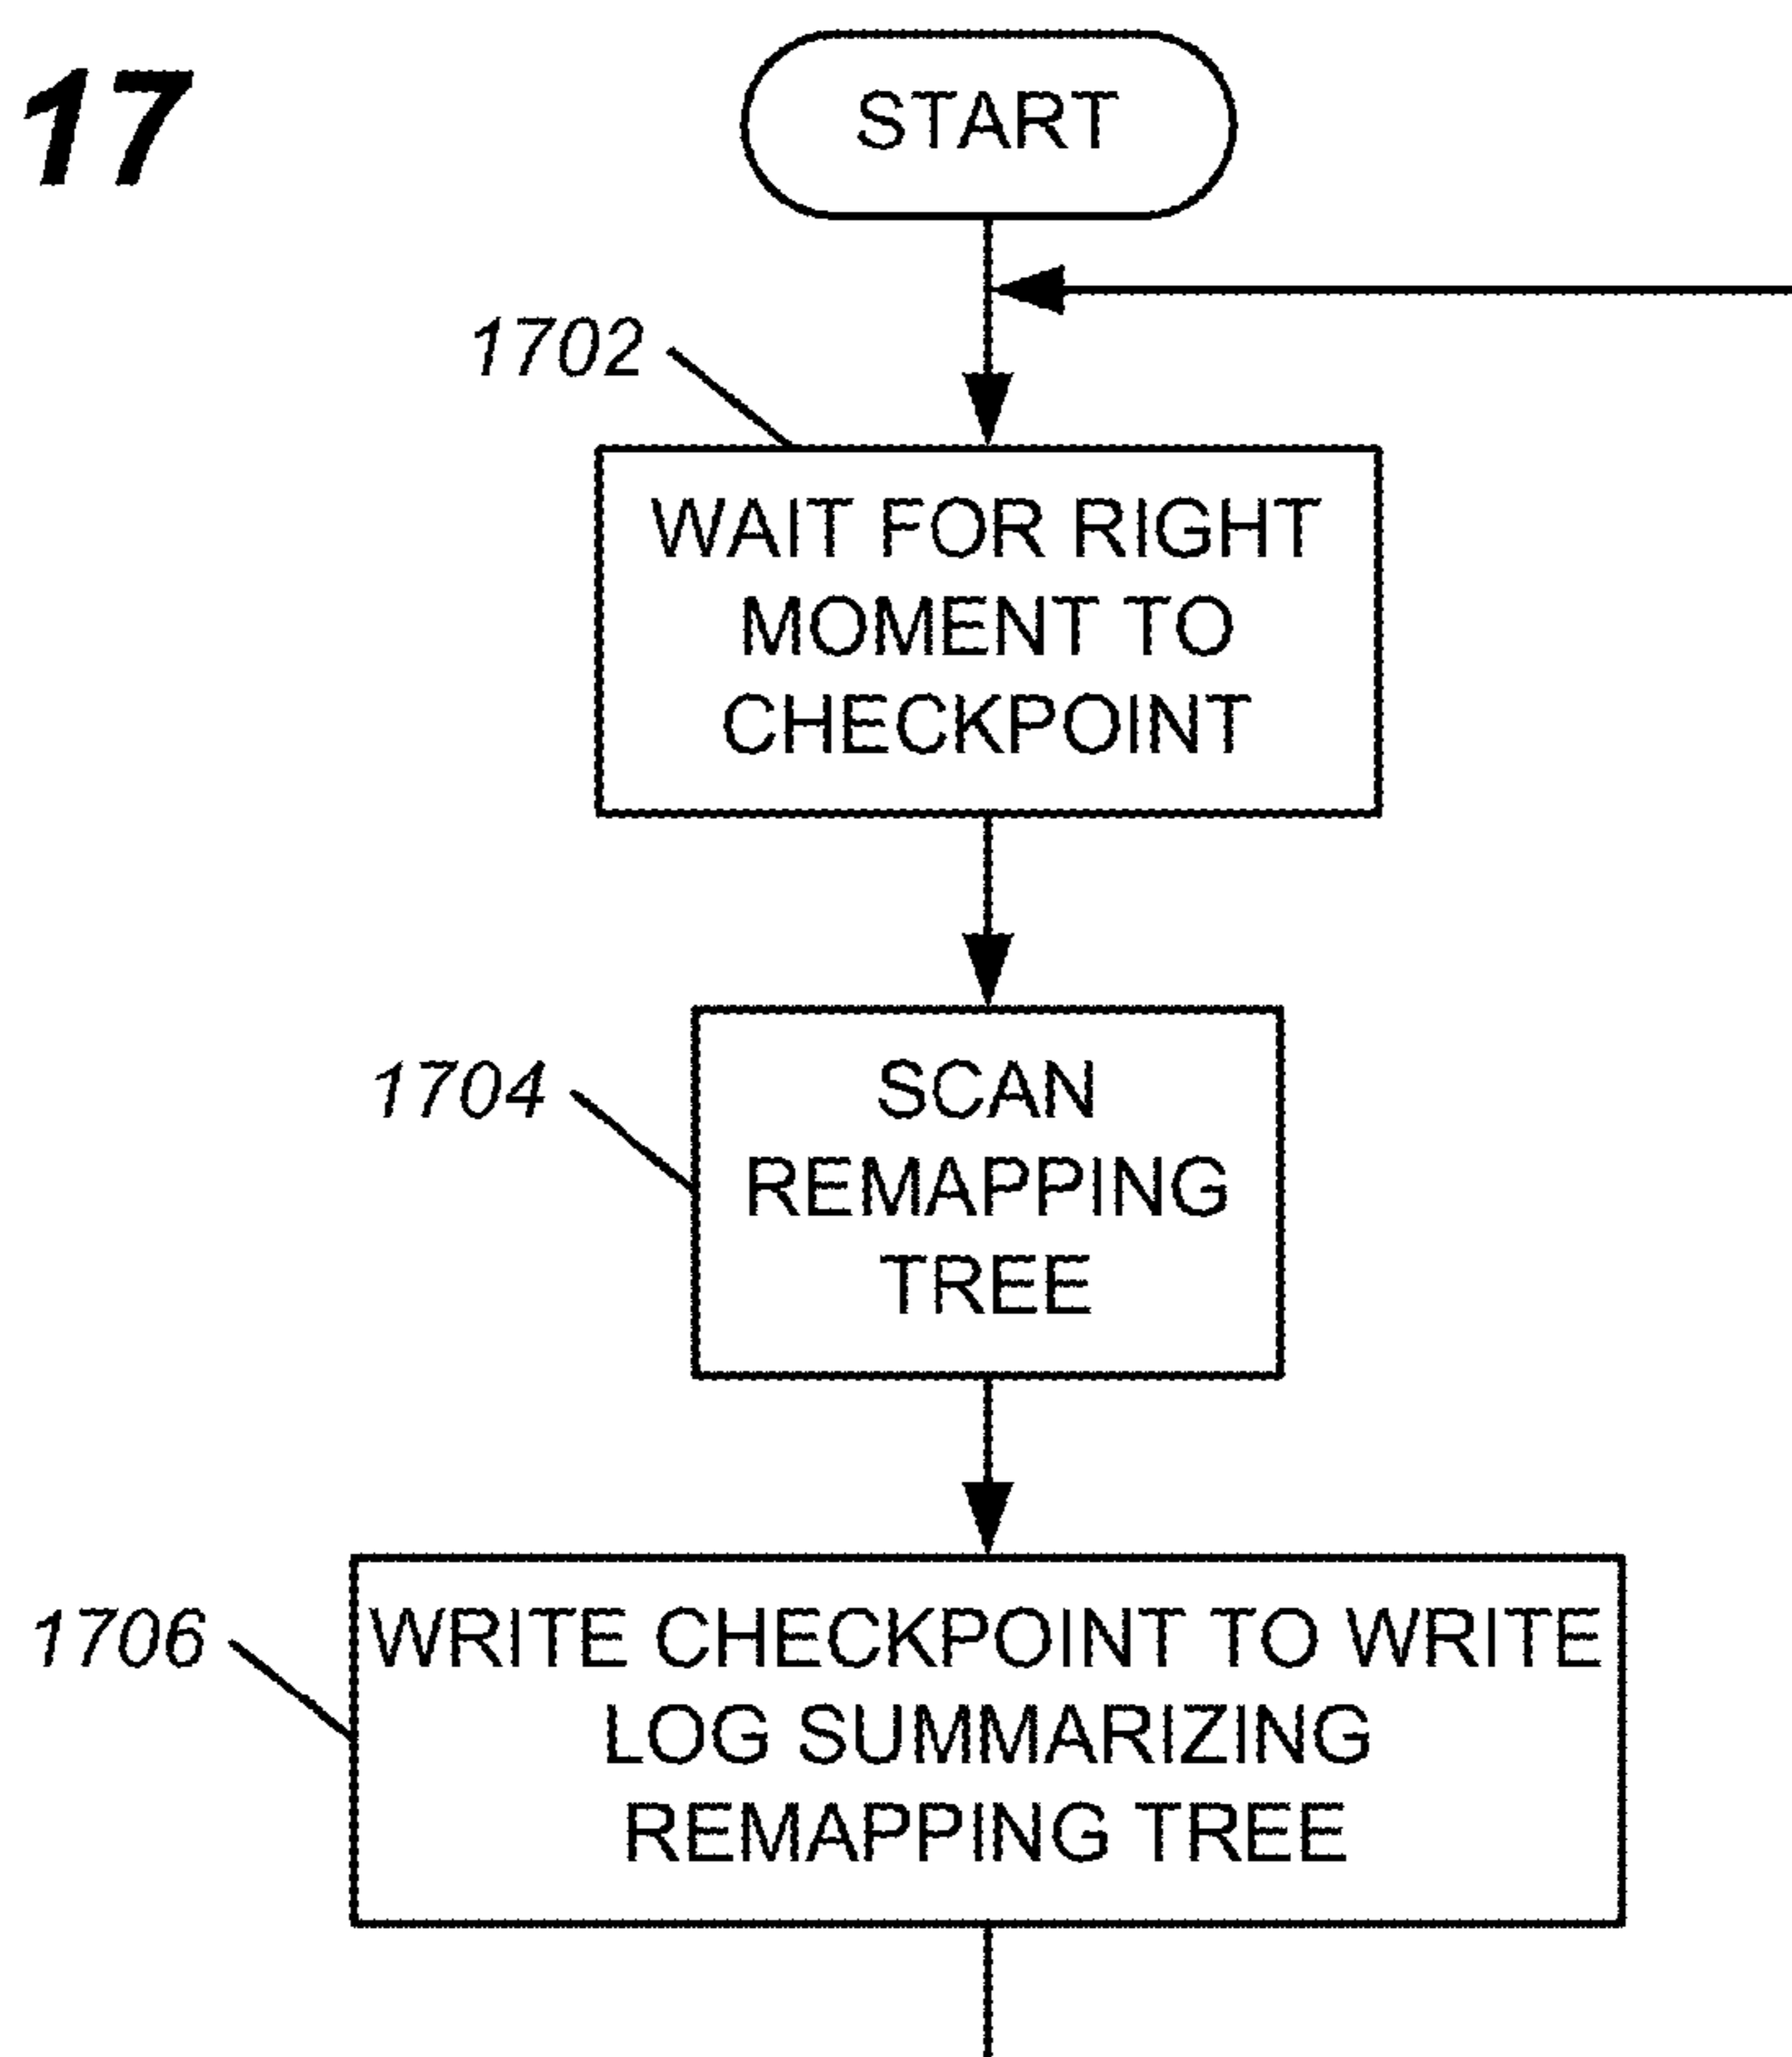 17
START
1702
WAIT FOR RIGHT
MOMENT TO
CHECKPOINT
1704
SCAN
REMAPPING
TREE
1706
WRITE CHECKPOINT TO WRITE
LOG SUMMARIZING
REMAPPING TREE